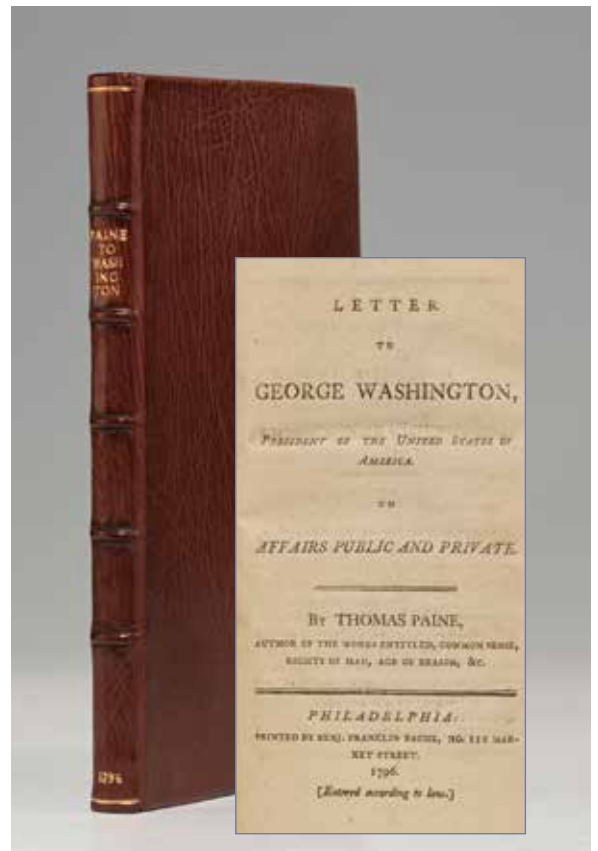 PAINE
TO
WASH
ING
TON
1796
LETTER
TO
GEORGE WASHINGTON,
PRESIDENT OF THE UNITED STATES OF
AMERICA.
ON
AFFAIRS PUBLIC AND PRIVATE.
BY THOMAS PAINE,
AUTHOR OF THE WORKS ENTITLED, COMMON SENSE,
RIGHTS OF MAN, AGE OF REASON, &C.
PHILADELPHIA:
PRINTED BY BENJ. FRANKLIN BACHE, NO. 112 MAR-
KET STREET.
1796.
[Entered according to law.]